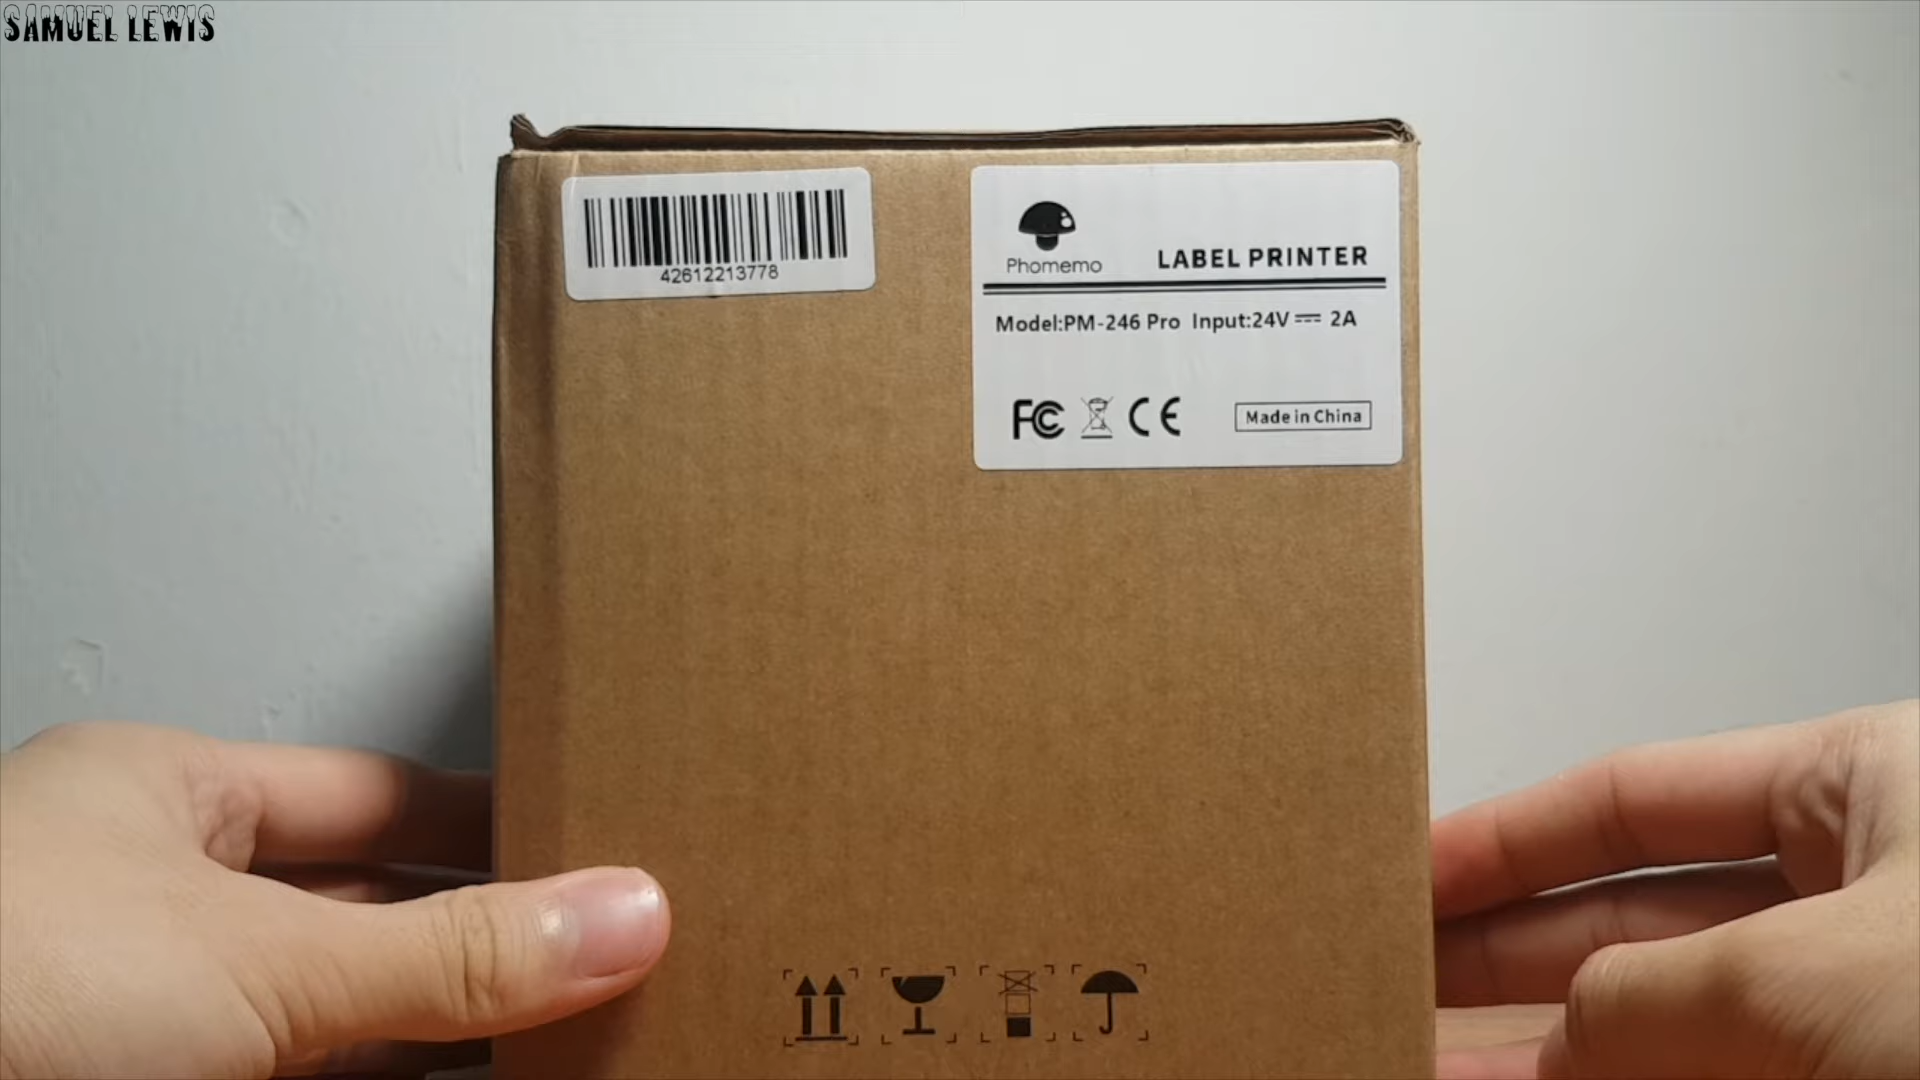 SAMUEL LEWIS
42612213778
Phomemo
LABEL PRINTER
Model:PM-246 Pro Input:24V⎓2A
FC CE
Made in China